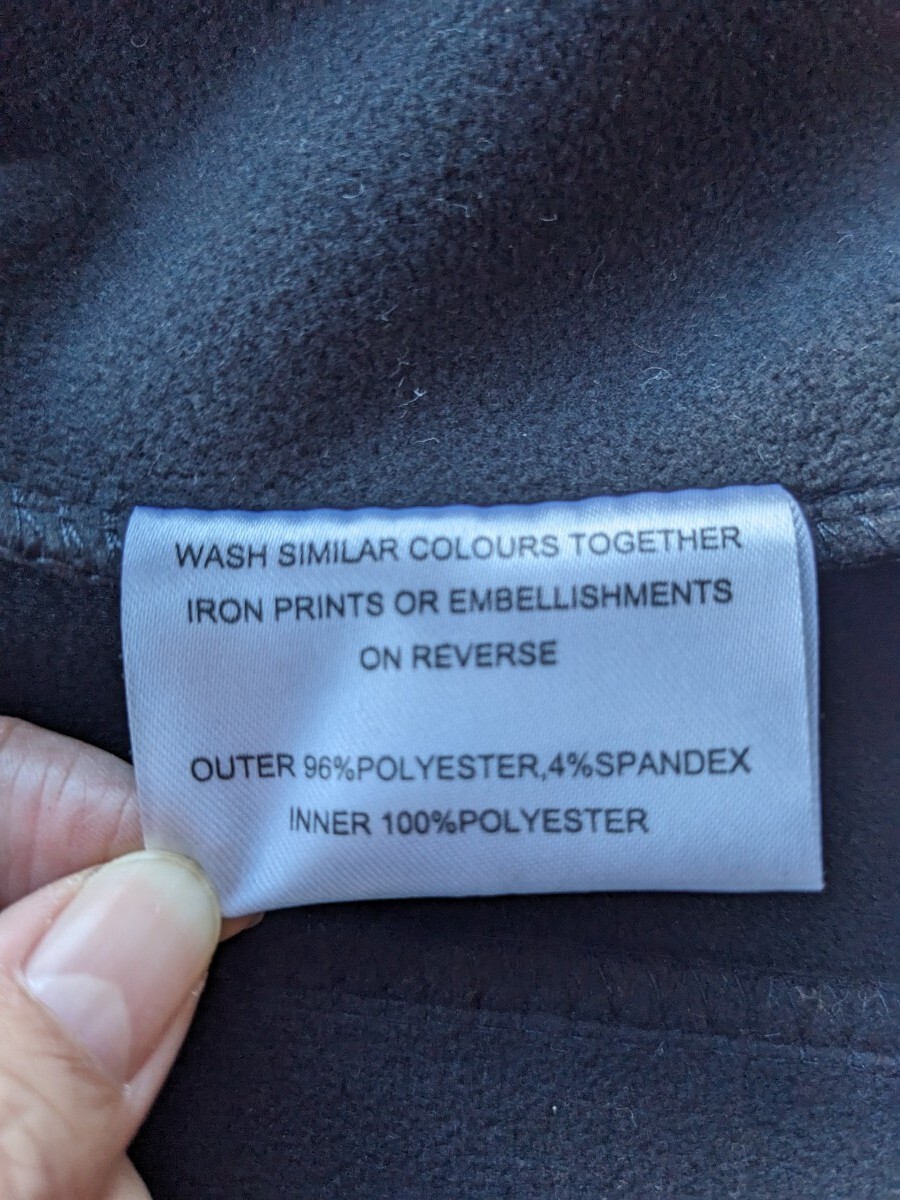 WASH SIMILAR COLOURS TOGETHER
IRON PRINTS OR EMBELLISHMENTS
ON REVERSE
OUTER 96%POLYESTER,4%SPANDEX
INNER 100%POLYESTER